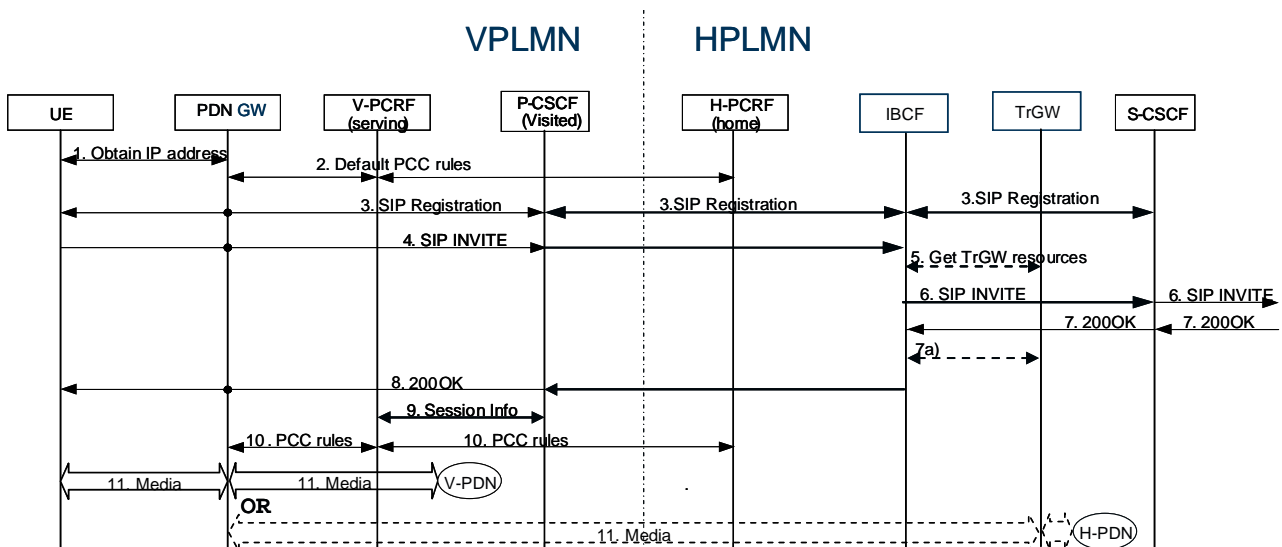 VPLMN HPLMN
UE
PDN GW
V-PCRF
(serving)
P-CSCF
(Visited)
H-PCRF
(home)
IBCF
TrGW
S-CSCF
1. Obtain IP address
2. Default PCC rules
3. SIP Registration
3.SIP Registration
3.SIP Registration
4. SIP INVITE
5. Get TrGW resources
6. SIP INVITE
6. SIP INVITE
7. 200OK
7. 200OK
7a)
8. 200OK
9. Session Info
10 . PCC rules
10. PCC rules
11. Media
11. Media
V-PDN
.
OR
11. Media
H-PDN